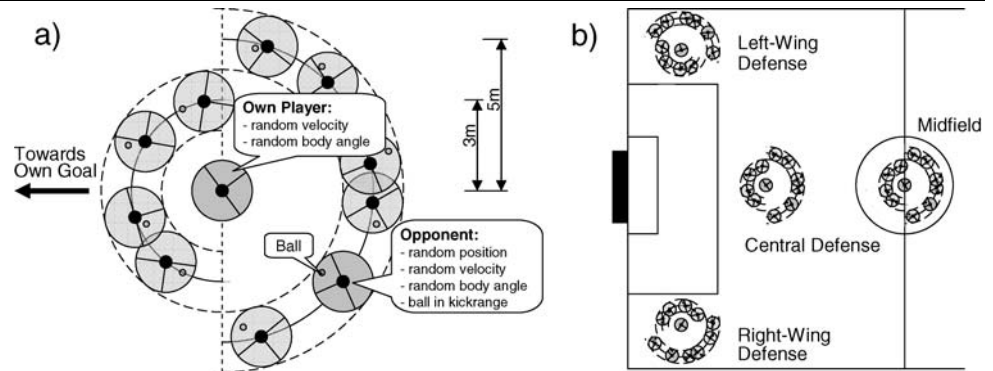 a)
Own Player:
- random velocity
- random body angle
Towards
Own Goal
3m
5m
Ball
Opponent:
- random position
- random velocity
- random body angle
- ball in kickrange
b)
Left-Wing
Defense
Midfield
Central Defense
Right-Wing
Defense